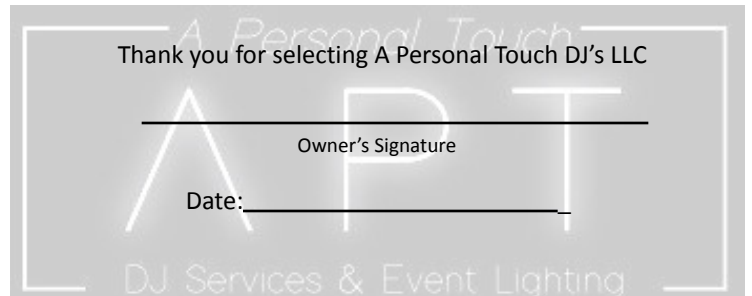 A Personal Touch
Thank you for selecting A Personal Touch DJ's LLC
APT
Owner's Signature
Date:_
DJ Services & Event Lighting